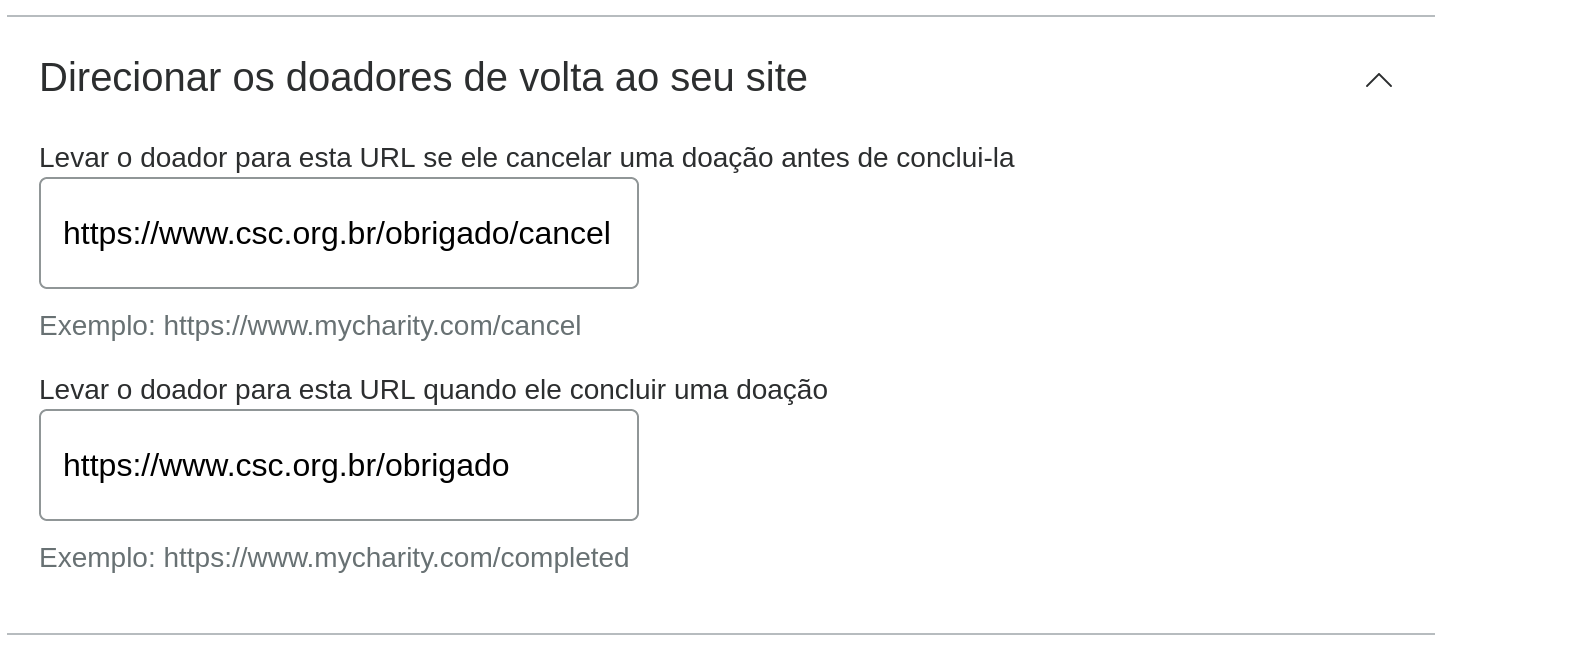 Direcionar os doadores de volta ao seu site
Levar o doador para esta URL se ele cancelar uma doação antes de conclui-la
https://www.csc.org.br/obrigado/cancel
Exemplo: https://www.mycharity.com/cancel
Levar o doador para esta URL quando ele concluir uma doação
https://www.csc.org.br/obrigado
Exemplo: https://www.mycharity.com/completed